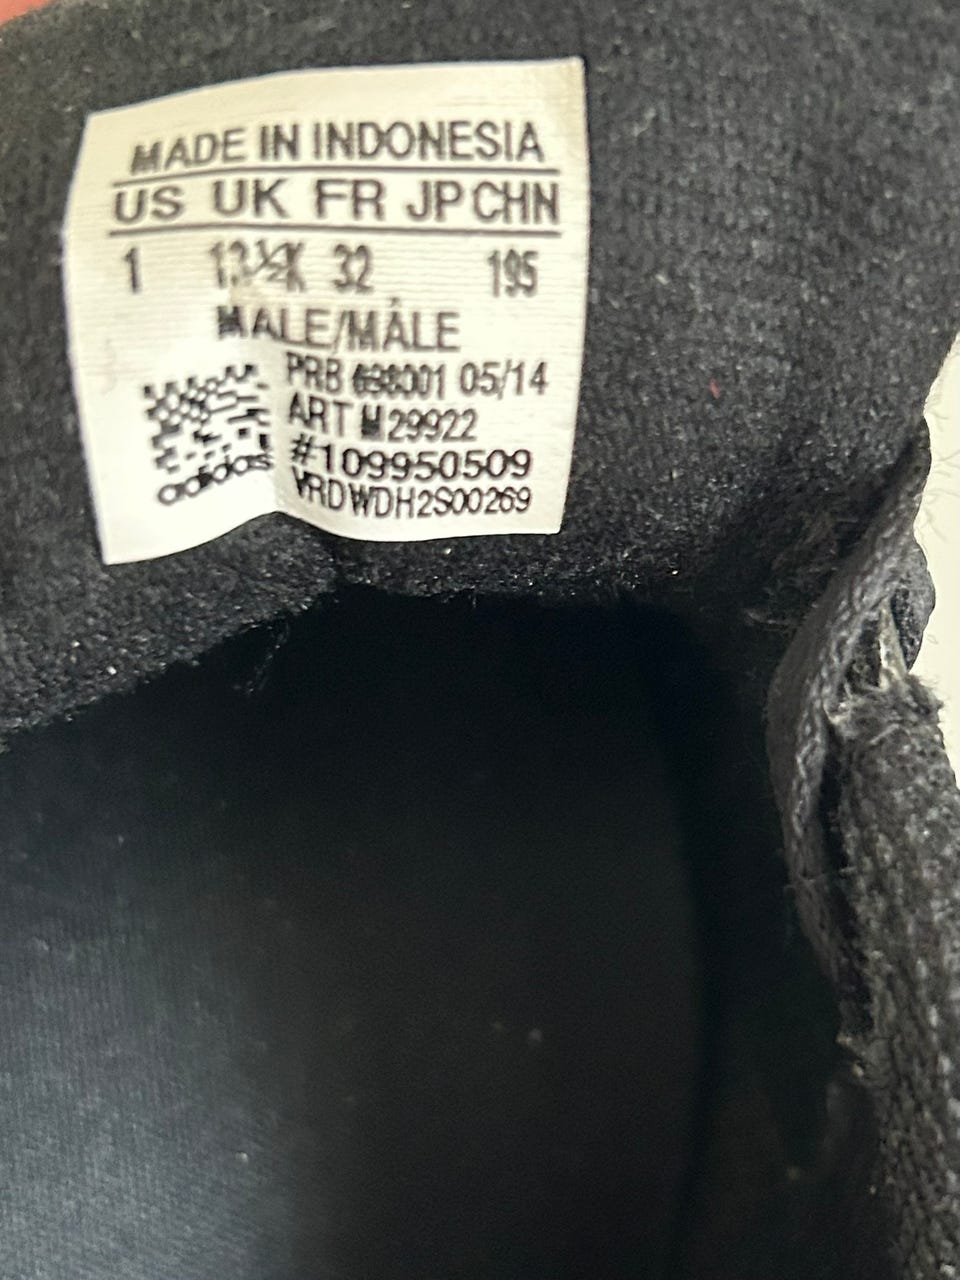 MADE IN INDONESIA
US UK FR JP CHN
1 13½K 32 195
MALE/MÂLE
PRB 698001 05/14
ART M29922
#109950509
VRDWDH2S00269
adidas